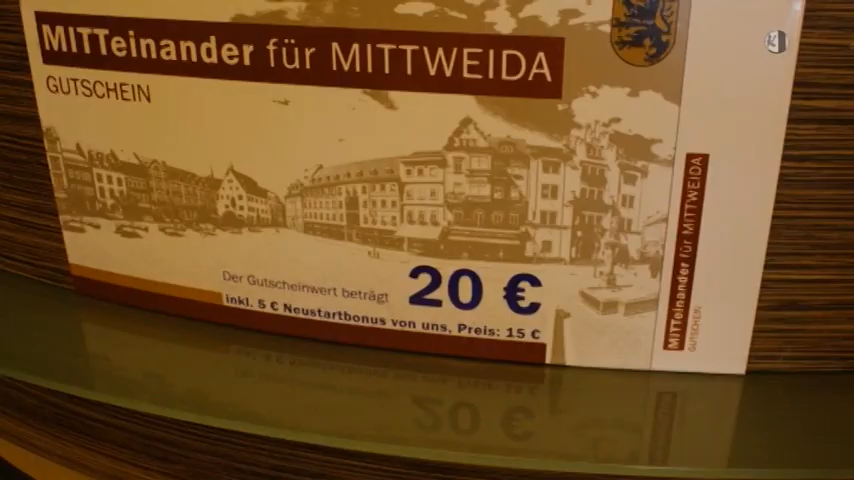 MITTeinander für MITTWEIDA
GUTSCHEIN
Der Gutscheinwert beträgt 20 €
inkl. 5 € Neustartbonus von uns, Preis: 15 €
MITTeinander für MITTWEIDA
GUTSCHEIN